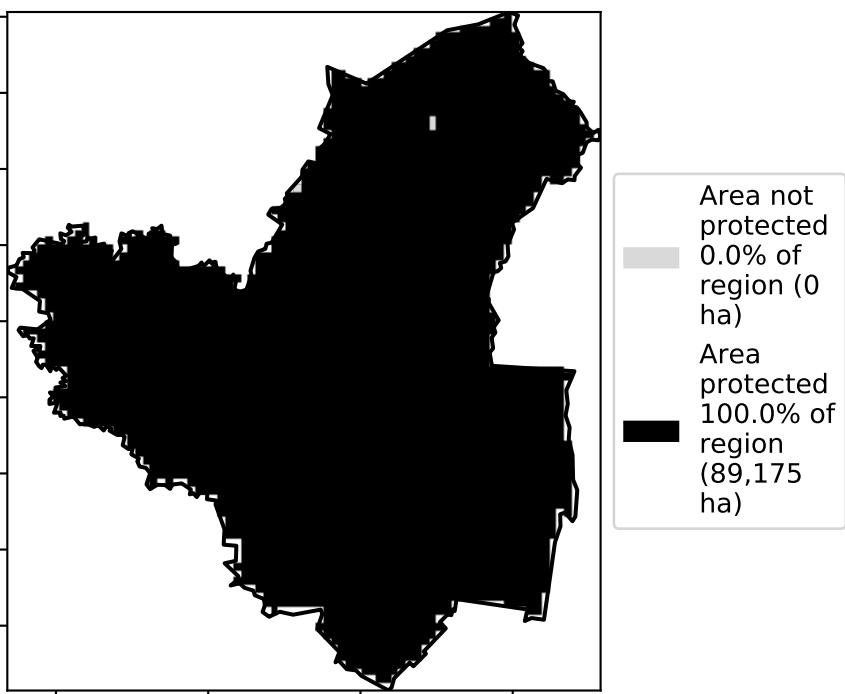 Area not
protected
0.0% of
region (0
ha)
Area
protected
100.0% of
region
(89,175
ha)